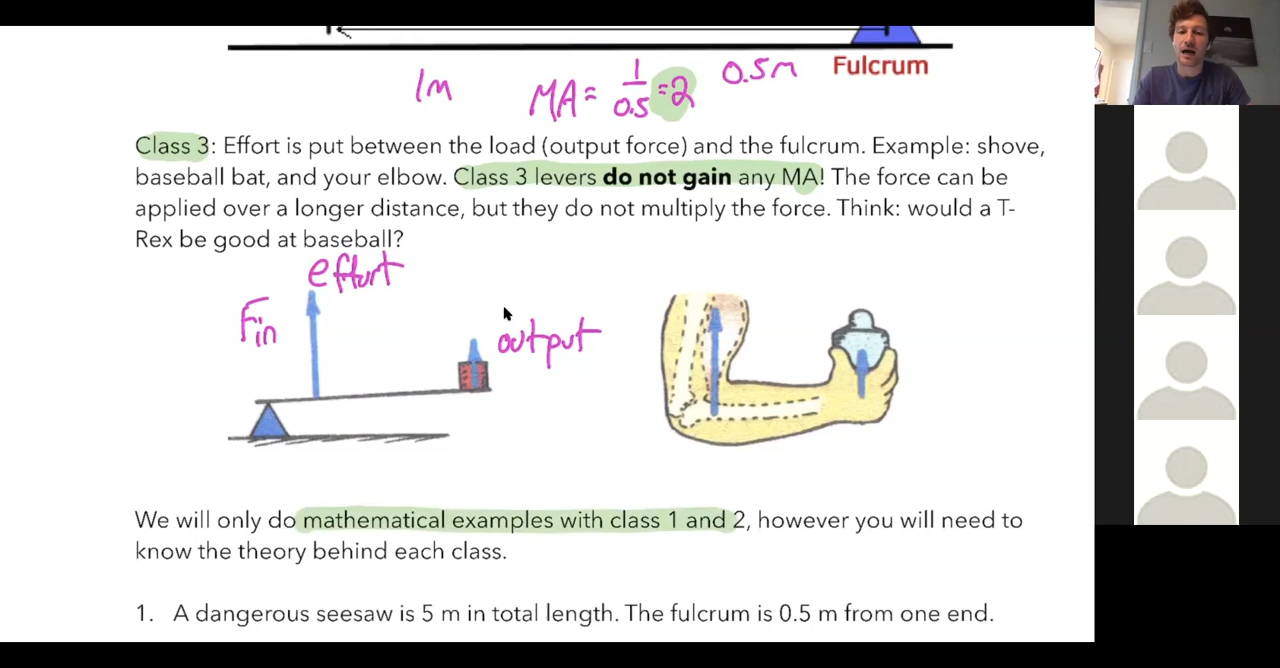 Fulcrum
1m MA = 1/0.5 = 2 0.5m
Class 3: Effort is put between the load (output force) and the fulcrum. Example: shove,
baseball bat, and your elbow. Class 3 levers do not gain any MA! The force can be
applied over a longer distance, but they do not multiply the force. Think: would a T-
Rex be good at baseball?
effort
Fin
output
We will only do mathematical examples with class 1 and 2, however you will need to
know the theory behind each class.
1. A dangerous seesaw is 5 m in total length. The fulcrum is 0.5 m from one end.